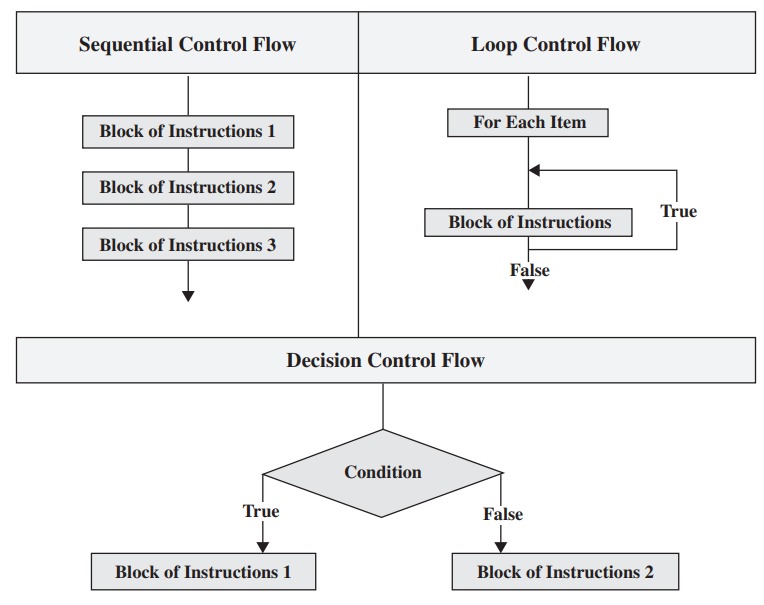 Sequential Control Flow
Loop Control Flow
Block of Instructions 1
Block of Instructions 2
Block of Instructions 3
For Each Item
Block of Instructions
True
False
Decision Control Flow
Condition
True
False
Block of Instructions 1
Block of Instructions 2